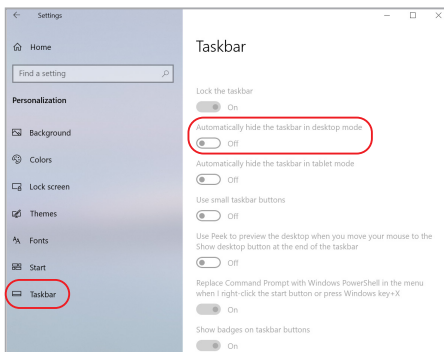 Settings
Home
Find a setting
Personalization
Background
Colors
Lock screen
Themes
Fonts
Start
Taskbar
Taskbar
Lock the taskbar
On
Automatically hide the taskbar in desktop mode
Off
Automatically hide the taskbar in tablet mode
Off
Use small taskbar buttons
Off
Use Peek to preview the desktop when you move your mouse to the
Show desktop button at the end of the taskbar
Off
Replace Command Prompt with Windows PowerShell in the menu
when I right-click the start button or press Windows key+X
On
Show badges on taskbar buttons
On